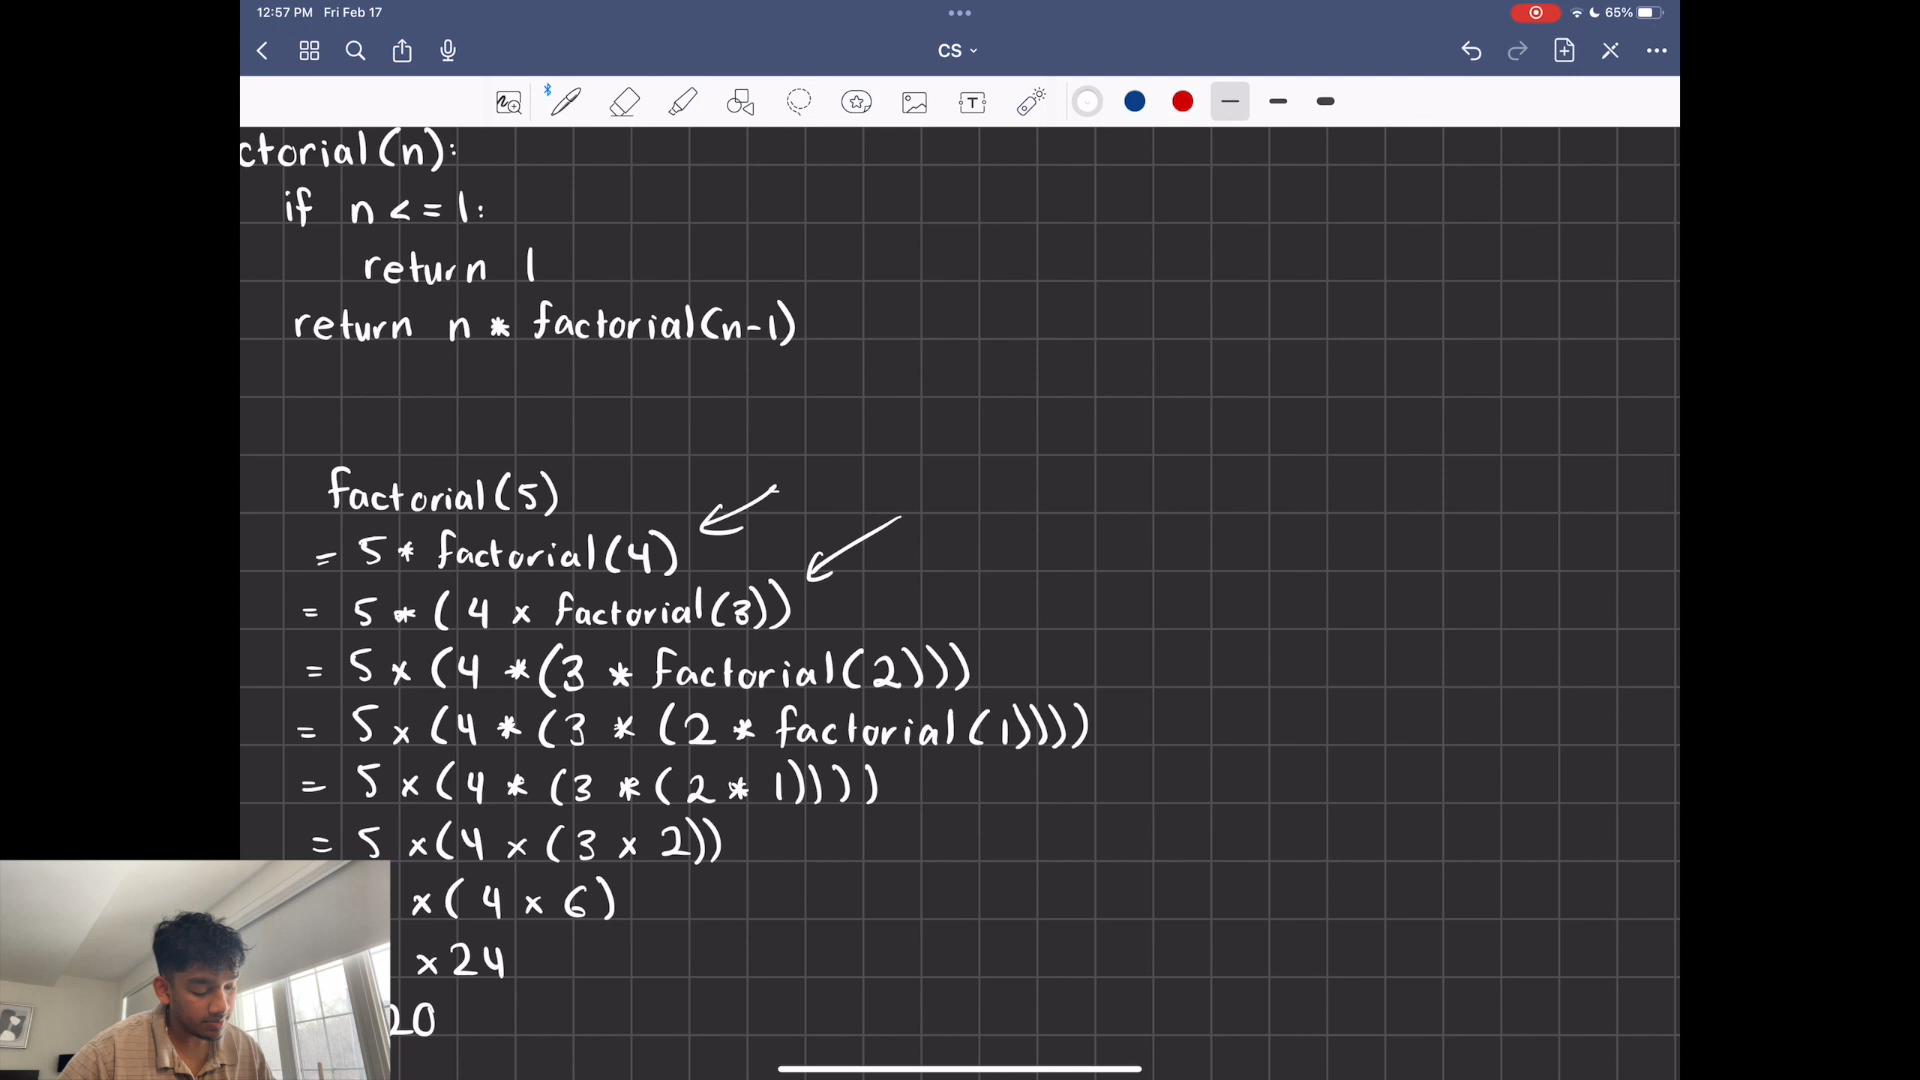 12:57 PM Fri Feb 17
65%
CS
T
ctorial(n):
if n <= 1:
return 1
return n * factorial(n-1)
factorial(5)
= 5 * factorial(4)
= 5 * (4 x factorial(3))
= 5 x (4 * (3 * factorial(2)))
= 5 x (4 * (3 * (2 * factorial(1))))
= 5 x (4 * (3 * (2 * 1))))
= 5 x (4 x (3 x 2))
x (4 x 6)
x 24
20